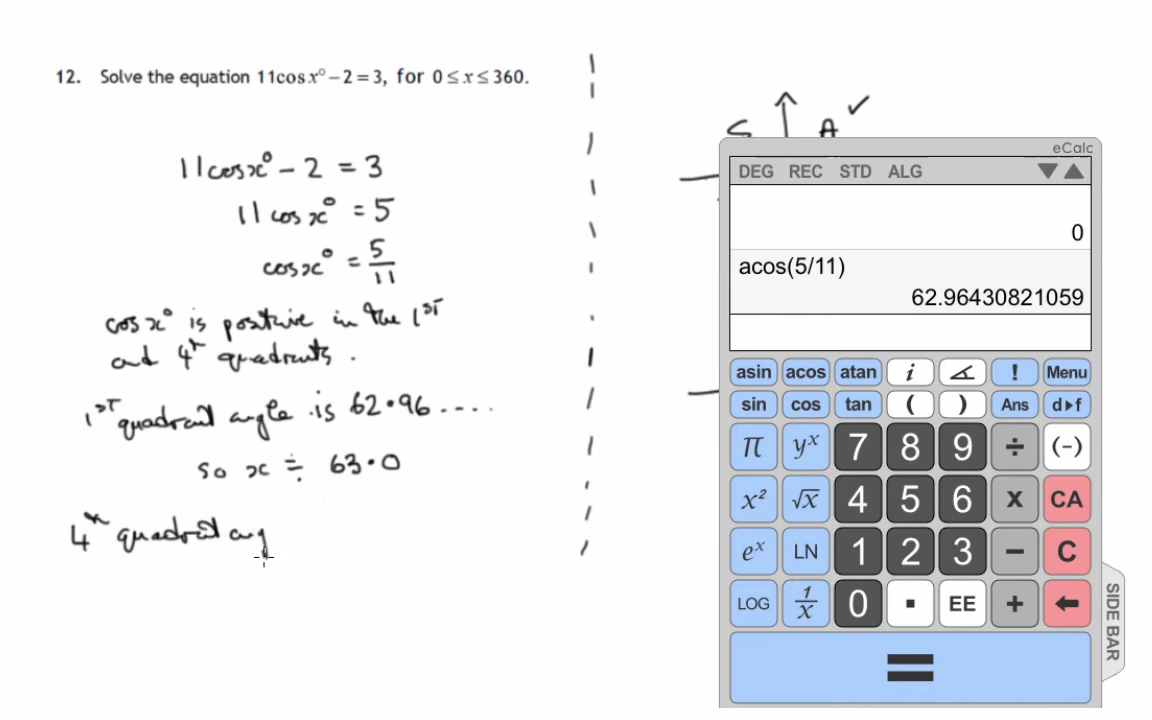 12. Solve the equation 11cos x° − 2 = 3, for 0 ≤ x ≤ 360.
11cosx° - 2 = 3
11 cos x° = 5
cosx° = 5/11
cos x° is positive in the 1ST
and 4th quadrants.
1ST quadrant angle is 62.96....
so x ≑ 63.0
4th quadrant ang
S A ✓
eCalc
DEG REC STD ALG
0
acos(5/11)
62.96430821059
asin acos atan i ∠ ! Menu
sin cos tan ( ) Ans d▸f
π yˣ 7 8 9 ÷ (-)
x² √x 4 5 6 x CA
eˣ LN 1 2 3 − C
LOG 1/x 0 . EE +
=
SIDE BAR